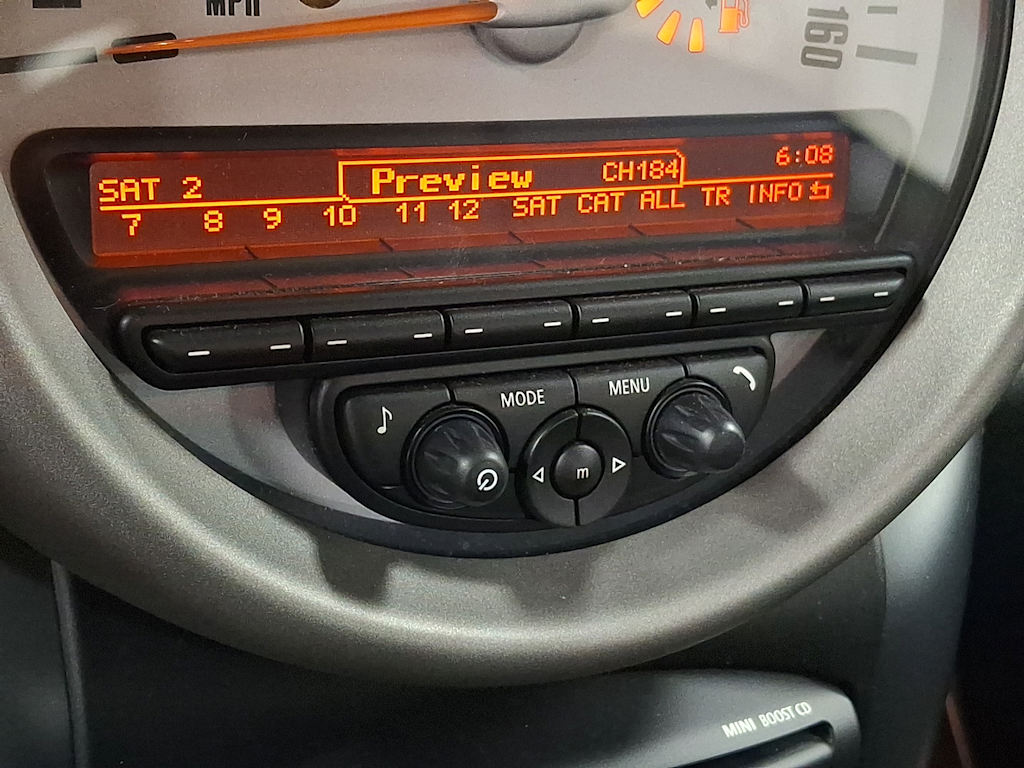 MPH
160
6:08
SAT 2 Preview CH184
7 8 9 10 11 12 SAT CAT ALL TR INFO
MODE MENU
m
MINI BOOST CD